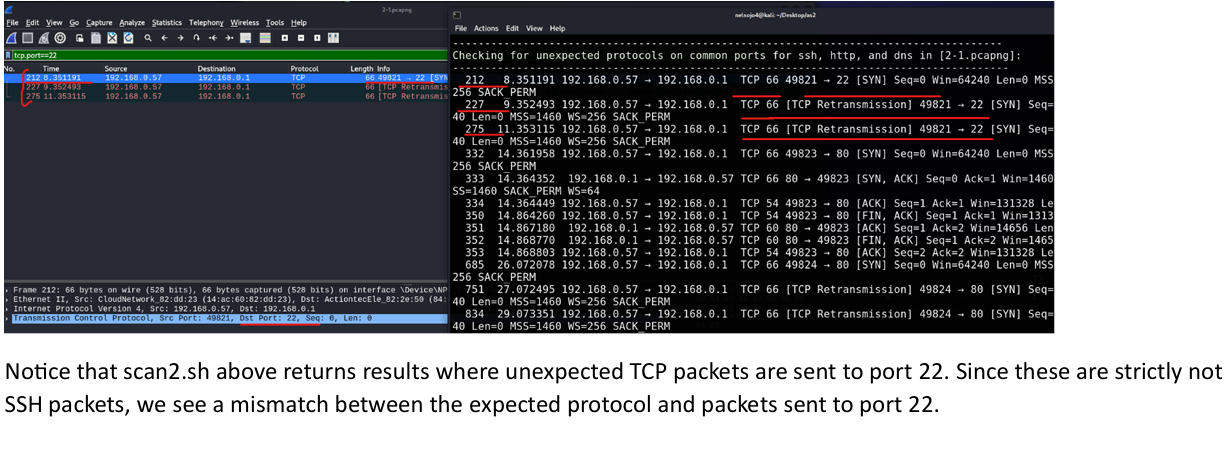 2-1.pcapng
File Edit View Go Capture Analyze Statistics Telephony Wireless Tools Help
tcp.port==22
No. Time Source Destination Protocol Length Info
212 8.351191 192.168.0.57 192.168.0.1 TCP 66 49821 → 22 [SYN
227 9.352493 192.168.0.57 192.168.0.1 TCP 66 [TCP Retransmis
275 11.353115 192.168.0.57 192.168.0.1 TCP 66 [TCP Retransmis
Frame 212: 66 bytes on wire (528 bits), 66 bytes captured (528 bits) on interface \Device\NP
Ethernet II, Src: CloudNetwork_82:dd:23 (14:ac:60:82:dd:23), Dst: ActiontecEle_82:2e:50 (84:
Internet Protocol Version 4, Src: 192.168.0.57, Dst: 192.168.0.1
Transmission Control Protocol, Src Port: 49821, Dst Port: 22, Seq: 0, Len: 0
nelsojo4@kali: ~/Desktop/as2
File Actions Edit View Help
Checking for unexpected protocols on common ports for ssh, http, and dns in [2-1.pcapng]:
212 8.351191 192.168.0.57 → 192.168.0.1 TCP 66 49821 → 22 [SYN] Seq=0 Win=64240 Len=0 MSS
256 SACK_PERM
227 9.352493 192.168.0.57 → 192.168.0.1 TCP 66 [TCP Retransmission] 49821 → 22 [SYN] Seq=
40 Len=0 MSS=1460 WS=256 SACK_PERM
275 11.353115 192.168.0.57 → 192.168.0.1 TCP 66 [TCP Retransmission] 49821 → 22 [SYN] Seq=
40 Len=0 MSS=1460 WS=256 SACK_PERM
332 14.361958 192.168.0.57 → 192.168.0.1 TCP 66 49823 → 80 [SYN] Seq=0 Win=64240 Len=0 MSS
256 SACK_PERM
333 14.364352 192.168.0.1 → 192.168.0.57 TCP 66 80 → 49823 [SYN, ACK] Seq=0 Ack=1 Win=1460
SS=1460 SACK_PERM WS=64
334 14.364449 192.168.0.57 → 192.168.0.1 TCP 54 49823 → 80 [ACK] Seq=1 Ack=1 Win=131328 Le
350 14.864260 192.168.0.57 → 192.168.0.1 TCP 54 49823 → 80 [FIN, ACK] Seq=1 Ack=1 Win=1313
351 14.867180 192.168.0.1 → 192.168.0.57 TCP 60 80 → 49823 [ACK] Seq=1 Ack=2 Win=14656 Len
352 14.868770 192.168.0.1 → 192.168.0.57 TCP 60 80 → 49823 [FIN, ACK] Seq=1 Ack=2 Win=1465
353 14.868803 192.168.0.57 → 192.168.0.1 TCP 54 49823 → 80 [ACK] Seq=2 Ack=2 Win=131328 Le
685 26.072078 192.168.0.57 → 192.168.0.1 TCP 66 49824 → 80 [SYN] Seq=0 Win=64240 Len=0 MSS
256 SACK_PERM
751 27.072495 192.168.0.57 → 192.168.0.1 TCP 66 [TCP Retransmission] 49824 → 80 [SYN] Seq=
40 Len=0 MSS=1460 WS=256 SACK_PERM
834 29.073351 192.168.0.57 → 192.168.0.1 TCP 66 [TCP Retransmission] 49824 → 80 [SYN] Seq=
40 Len=0 MSS=1460 WS=256 SACK_PERM
Notice that scan2.sh above returns results where unexpected TCP packets are sent to port 22. Since these are strictly not
SSH packets, we see a mismatch between the expected protocol and packets sent to port 22.